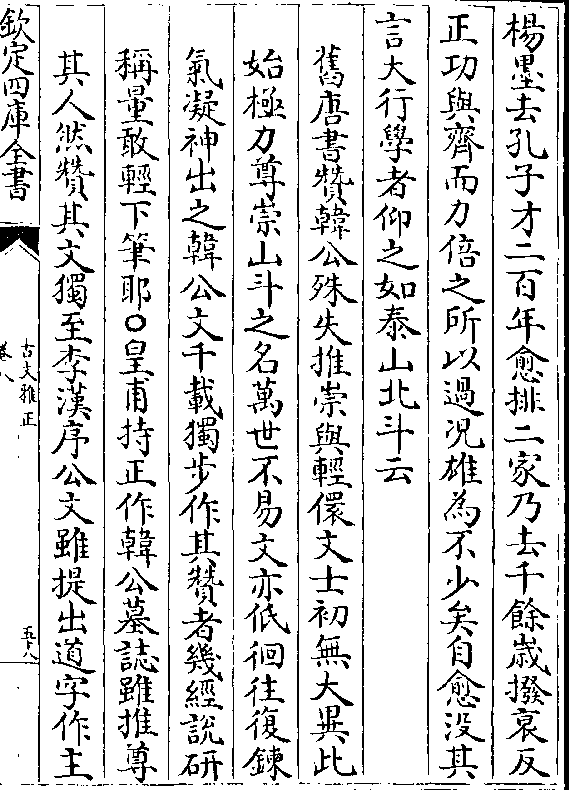 楊墨去孔子才二百年愈排二家乃去千餘歲撥衰反
正功與齊而力倍之所以過況雄為不少矣自愈沒其
言大行學者仰之如泰山北斗云
舊唐書贊韓公殊失推崇與輕儇文士初無大異此
始極力尊崇山斗之名萬世不易文亦低徊往復鍊
氣凝神出之韓公文千載獨步作其贊者幾經說研
稱量敢輕下筆耶○皇甫持正作韓公墓誌雖推尊
其人然贊其文獨至李漢序公文雖提出道字作主
欽定四庫全書
古文雅正
卷八
五十八